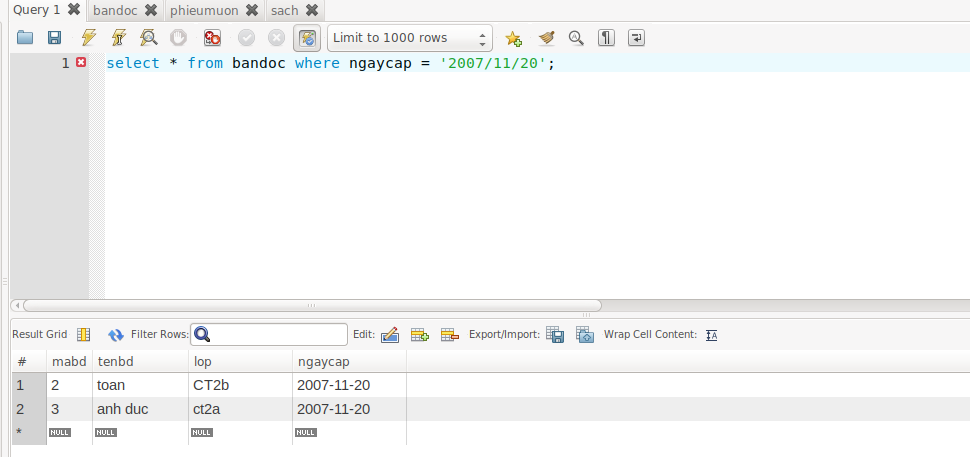 Query 1 bandoc phieumuon sach
Limit to 1000 rows
1 select * from bandoc where ngaycap = '2007/11/20';
Result Grid Filter Rows: Edit: Export/Import: Wrap Cell Content:
# mabd tenbd lop ngaycap
1 2 toan CT2b 2007-11-20
2 3 anh duc ct2a 2007-11-20
* NULL NULL NULL NULL